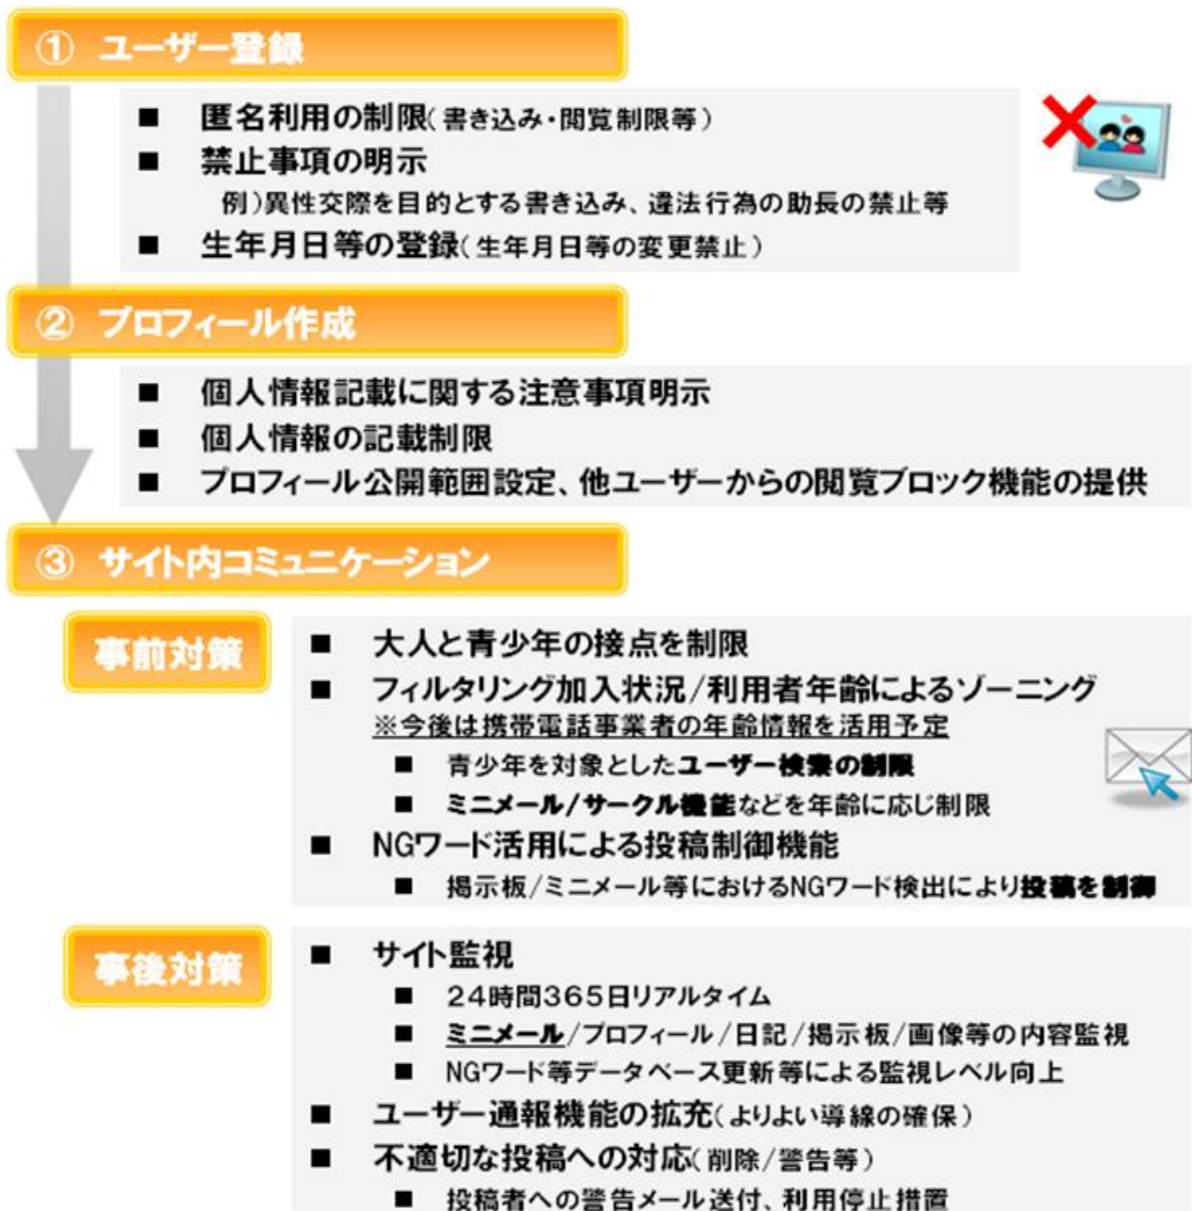 ① ユーザー登録
■ 匿名利用の制限(書き込み・閲覧制限等)
■ 禁止事項の明示
例)異性交際を目的とする書き込み、違法行為の助長の禁止等
■ 生年月日等の登録(生年月日等の変更禁止)
② プロフィール作成
■ 個人情報記載に関する注意事項明示
■ 個人情報の記載制限
■ プロフィール公開範囲設定、他ユーザーからの閲覧ブロック機能の提供
③ サイト内コミュニケーション
事前対策
■ 大人と青少年の接点を制限
■ フィルタリング加入状況/利用者年齢によるゾーニング
※今後は携帯電話事業者の年齢情報を活用予定
■ 青少年を対象としたユーザー検索の制限
■ ミニメール/サークル機能などを年齢に応じ制限
■ NGワード活用による投稿制御機能
■ 掲示板/ミニメール等におけるNGワード検出により投稿を制御
事後対策
■ サイト監視
■ 24時間365日リアルタイム
■ ミニメール/プロフィール/日記/掲示板/画像等の内容監視
■ NGワード等データベース更新等による監視レベル向上
■ ユーザー通報機能の拡充(よりよい導線の確保)
■ 不適切な投稿への対応(削除/警告等)
■ 投稿者への警告メール送付、利用停止措置